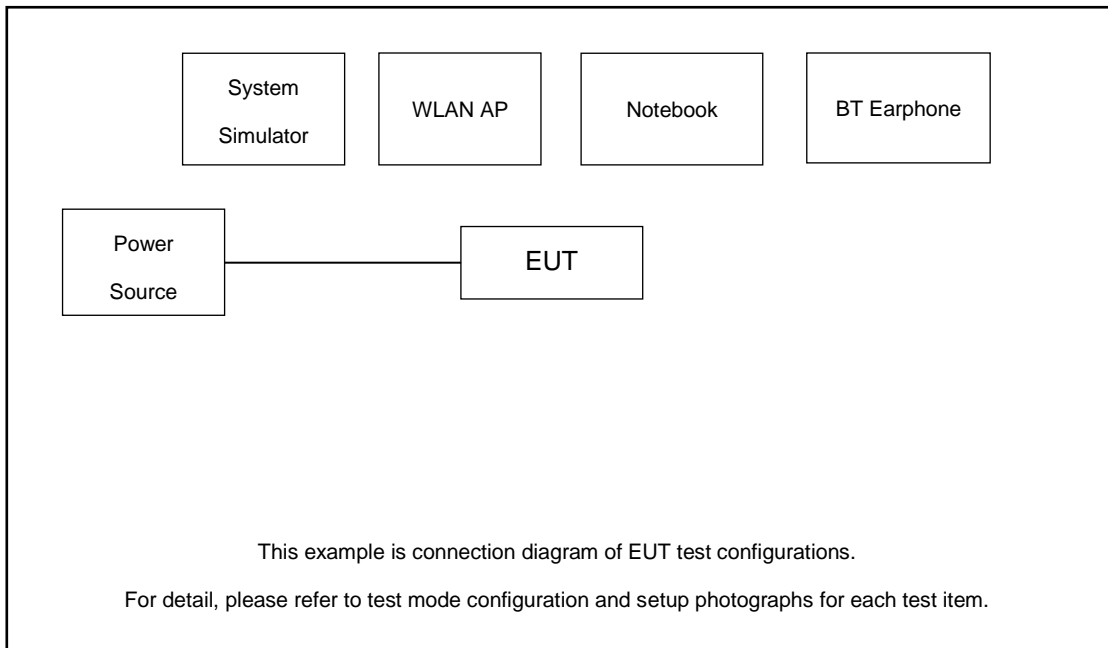 System
Simulator
WLAN AP
Notebook
BT Earphone
Power
Source
EUT
This example is connection diagram of EUT test configurations.
For detail, please refer to test mode configuration and setup photographs for each test item.